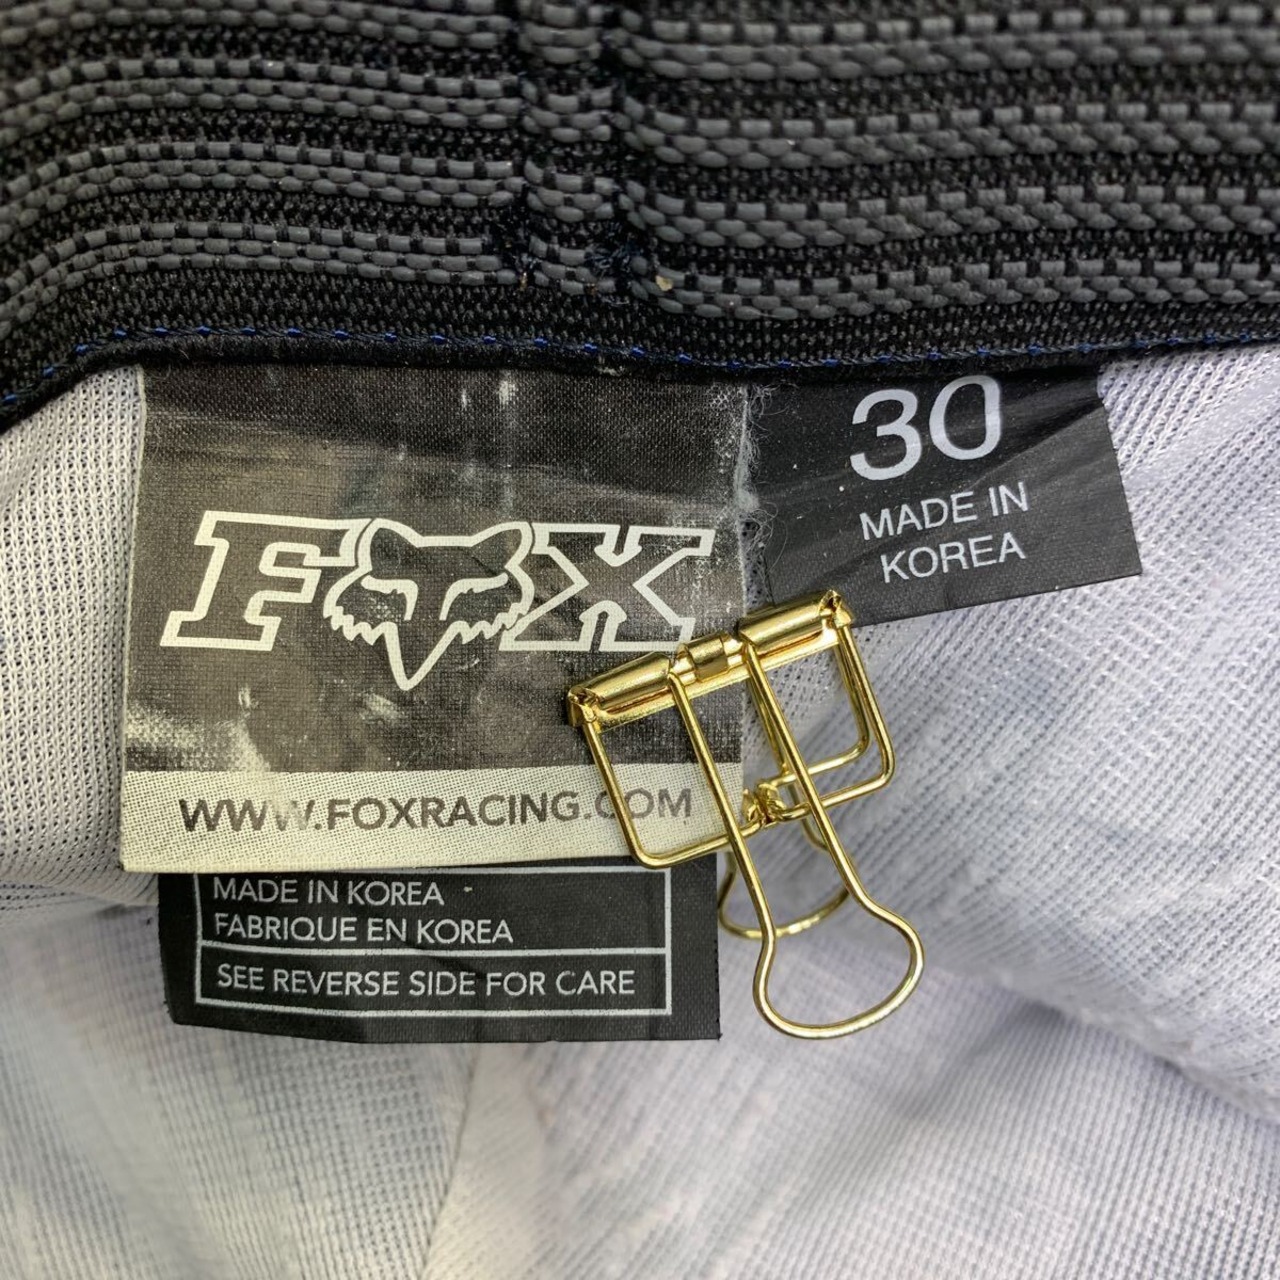 30
MADE IN
KOREA
FOX
WWW.FOXRACING.COM
MADE IN KOREA
FABRIQUE EN KOREA
SEE REVERSE SIDE FOR CARE